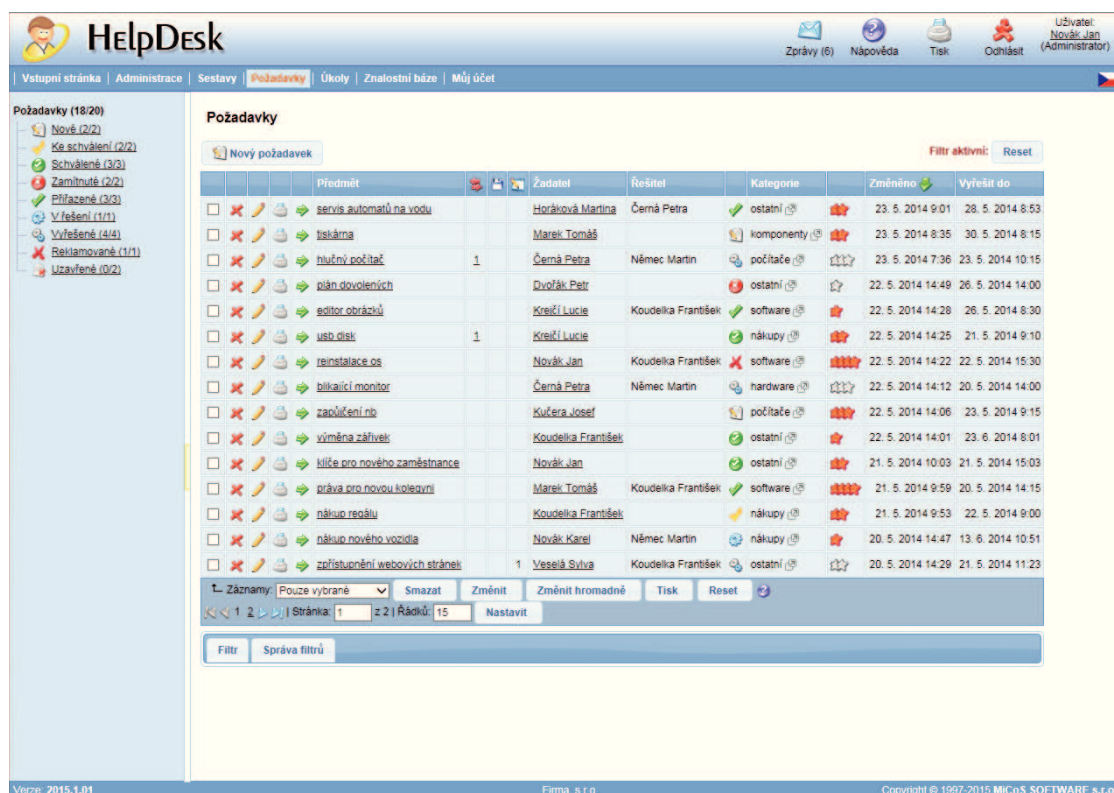 HelpDesk
Zprávy (6) Nápověda Tisk Odhlásit
Uživatel:
Novák Jan
(Administrator)
| Vstupní stránka | Administrace | Sestavy | Požadavky | Úkoly | Znalostní báze | Můj účet
Požadavky (18/20)
Nové (2/2)
Ke schválení (2/2)
Schválené (3/3)
Zamítnuté (2/2)
Přiřazené (3/3)
V řešení (1/1)
Vyřešené (4/4)
Reklamované (1/1)
Uzavřené (0/2)
Požadavky
Nový požadavek Filtr aktivní: Reset
Předmět Žadatel Řešitel Kategorie Změněno Vyřešit do
servis automatů na vodu Horáková Martina Černá Petra ostatní 23. 5. 2014 9:01 28. 5. 2014 8:53
tiskárna Marek Tomáš komponenty 23. 5. 2014 8:35 30. 5. 2014 8:15
hlučný počítač 1 Černá Petra Němec Martin počítače 23. 5. 2014 7:36 23. 5. 2014 10:15
plán dovolených Dvořák Petr ostatní 22. 5. 2014 14:49 26. 5. 2014 14:00
editor obrázků Krejčí Lucie Koudelka František software 22. 5. 2014 14:28 26. 5. 2014 8:30
usb disk 1 Krejčí Lucie nákupy 22. 5. 2014 14:25 21. 5. 2014 9:10
reinstalace os Novák Jan Koudelka František software 22. 5. 2014 14:22 22. 5. 2014 15:30
blikající monitor Černá Petra Němec Martin hardware 22. 5. 2014 14:12 20. 5. 2014 14:00
zapůjčení nb Kučera Josef počítače 22. 5. 2014 14:06 23. 5. 2014 9:15
výměna zářivek Koudelka František ostatní 22. 5. 2014 14:01 23. 6. 2014 8:01
klíče pro nového zaměstnance Novák Jan ostatní 21. 5. 2014 10:03 21. 5. 2014 15:03
práva pro novou kolegyni Marek Tomáš Koudelka František software 21. 5. 2014 9:59 20. 5. 2014 14:15
nákup regálu Koudelka František nákupy 21. 5. 2014 9:53 22. 5. 2014 9:00
nákup nového vozidla Novák Karel Němec Martin nákupy 20. 5. 2014 14:47 13. 6. 2014 10:51
zpřístupnění webových stránek 1 Veselá Sylva Koudelka František ostatní 20. 5. 2014 14:29 21. 5. 2014 11:23
Záznamy: Pouze vybrané Smazat Změnit Změnit hromadně Tisk Reset
1 2 | Stránka: 1 z 2 | Řádků: 15 Nastavit
Filtr Správa filtrů
Verze: 2015.1.01 Firma, s.r.o. Copyright © 1997-2015 MiCoS SOFTWARE s.r.o.